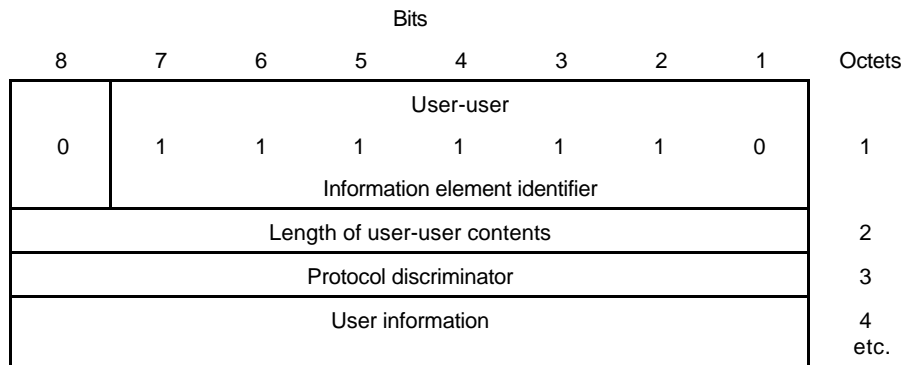 Bits
8 7 6 5 4 3 2 1 Octets
User-user
0 1 1 1 1 1 1 0 1
Information element identifier
Length of user-user contents 2
Protocol discriminator 3
User information 4
etc.